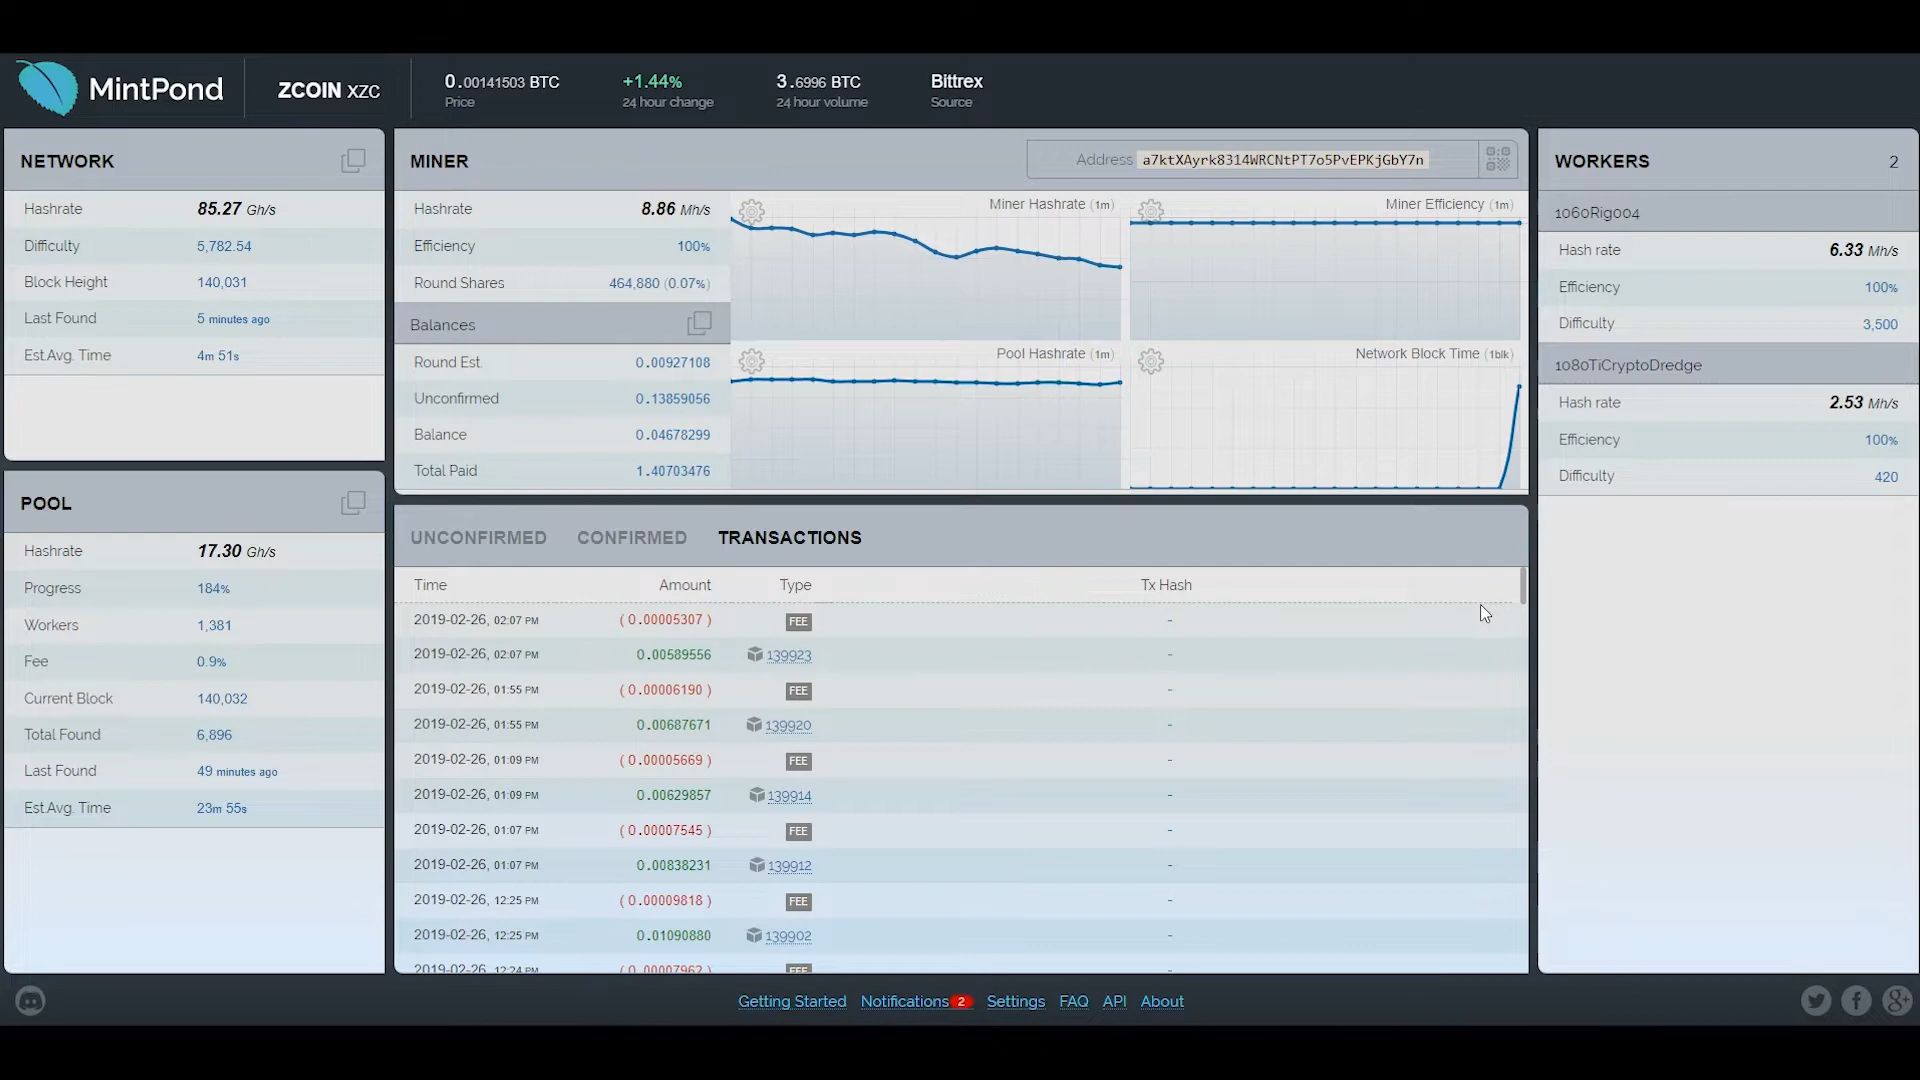 MintPond
ZCOIN XZC
0.00141503 BTC
Price
+1.44%
24 hour change
3.6996 BTC
24 hour volume
Bittrex
Source
NETWORK
Hashrate 85.27 Gh/s
Difficulty 5,782.54
Block Height 140,031
Last Found 5 minutes ago
Est.Avg. Time 4m 51s
POOL
Hashrate 17.30 Gh/s
Progress 184%
Workers 1,381
Fee 0.9%
Current Block 140,032
Total Found 6,896
Last Found 49 minutes ago
Est.Avg. Time 23m 55s
MINER
Address a7ktXAyrk8314WRCNtPT7o5PvEPKjGbY7n
Hashrate 8.86 Mh/s
Efficiency 100%
Round Shares 464,880 (0.07%)
Balances
Round Est. 0.00927108
Unconfirmed 0.13859056
Balance 0.04678299
Total Paid 1.40703476
Miner Hashrate (1m)
Miner Efficiency (1m)
Pool Hashrate (1m)
Network Block Time (1blk)
UNCONFIRMED CONFIRMED TRANSACTIONS
Time Amount Type Tx Hash
2019-02-26, 02:07 PM (0.00005307) FEE -
2019-02-26, 02:07 PM 0.00589556 139923 -
2019-02-26, 01:55 PM (0.00006190) FEE -
2019-02-26, 01:55 PM 0.00687671 139920 -
2019-02-26, 01:09 PM (0.00005669) FEE -
2019-02-26, 01:09 PM 0.00629857 139914 -
2019-02-26, 01:07 PM (0.00007545) FEE -
2019-02-26, 01:07 PM 0.00838231 139912 -
2019-02-26, 12:25 PM (0.00009818) FEE -
2019-02-26, 12:25 PM 0.01090880 139902 -
2019-02-26, 12:24 PM (0.00007962) FEE
WORKERS 2
1060Rig004
Hash rate 6.33 Mh/s
Efficiency 100%
Difficulty 3,500
1080TiCryptoDredge
Hash rate 2.53 Mh/s
Efficiency 100%
Difficulty 420
Getting Started Notifications 2 Settings FAQ API About